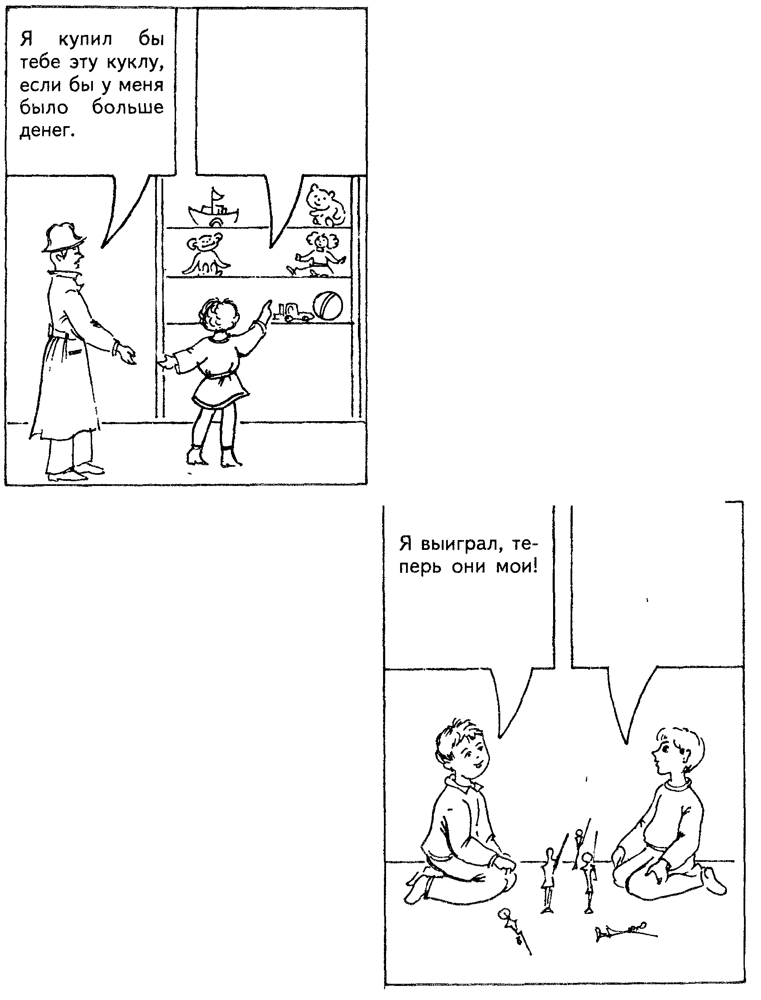 Я купил бы
тебе эту куклу,
если бы у меня
было больше
денег.
Я выиграл, те-
перь они мои!